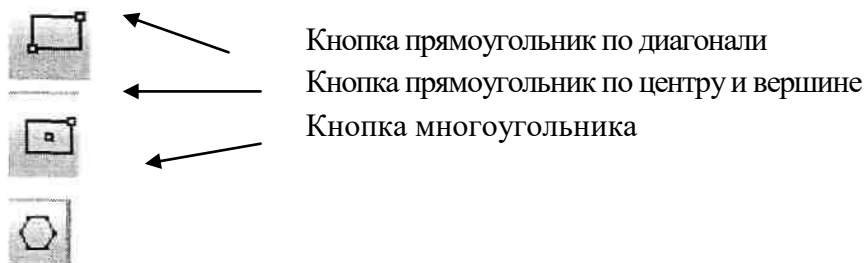 Кнопка прямоугольник по диагонали
Кнопка прямоугольник по центру и вершине
Кнопка многоугольника